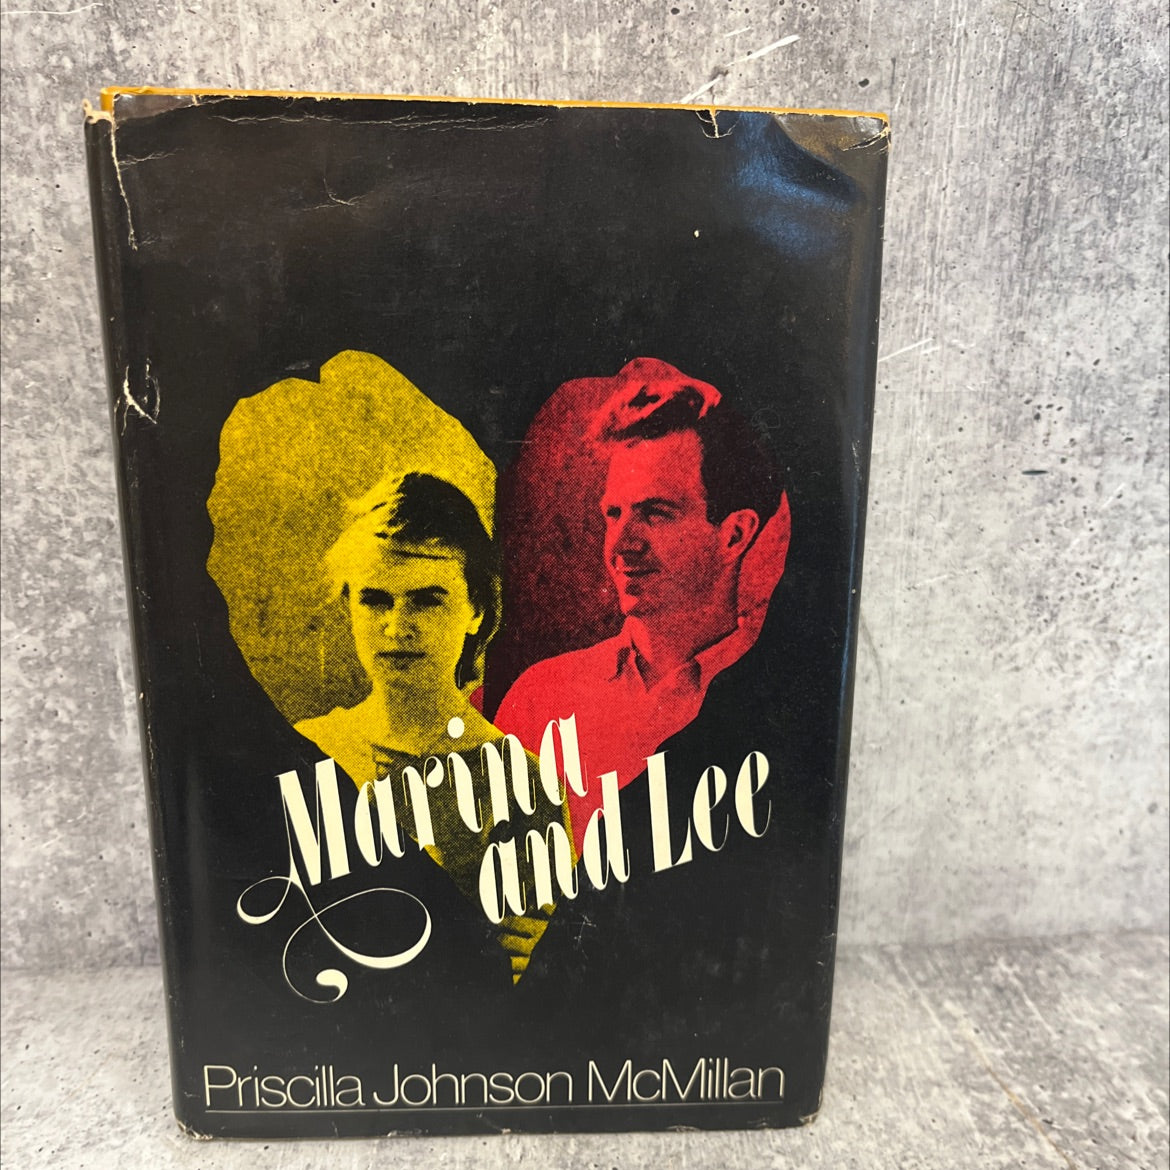 Marina
and Lee
Priscilla Johnson McMillan